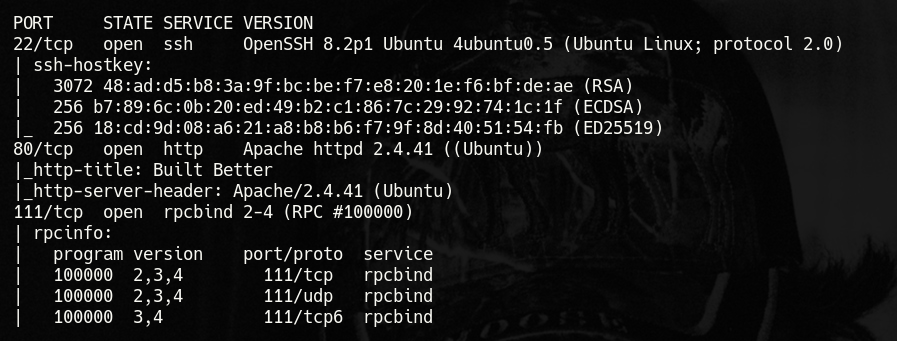 PORT     STATE SERVICE VERSION
22/tcp   open  ssh     OpenSSH 8.2p1 Ubuntu 4ubuntu0.5 (Ubuntu Linux; protocol 2.0)
| ssh-hostkey:
|   3072 48:ad:d5:b8:3a:9f:bc:be:f7:e8:20:1e:f6:bf:de:ae (RSA)
|   256 b7:89:6c:0b:20:ed:49:b2:c1:86:7c:29:92:74:1c:1f (ECDSA)
|_  256 18:cd:9d:08:a6:21:a8:b8:b6:f7:9f:8d:40:51:54:fb (ED25519)
80/tcp   open  http    Apache httpd 2.4.41 ((Ubuntu))
|_http-title: Built Better
|_http-server-header: Apache/2.4.41 (Ubuntu)
111/tcp  open  rpcbind 2-4 (RPC #100000)
| rpcinfo:
|   program version    port/proto  service
|   100000  2,3,4        111/tcp   rpcbind
|   100000  2,3,4        111/udp   rpcbind
|   100000  3,4          111/tcp6  rpcbind